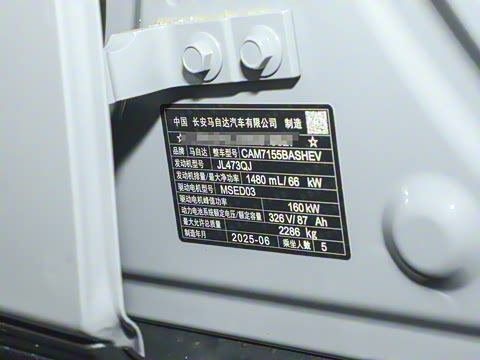 中国 长安马自达汽车有限公司 制造
品牌 马自达 整车型号 CAM7155BASHEV
发动机型号 JL473QJ
发动机排量/最大净功率 1480 mL/66 kW
驱动电机型号 MSED03
驱动电机峰值功率 160 kW
动力电池系统额定电压/额定容量 326 V/87 Ah
最大允许总质量 2286 kg
制造年月 2025-06 乘坐人数 5